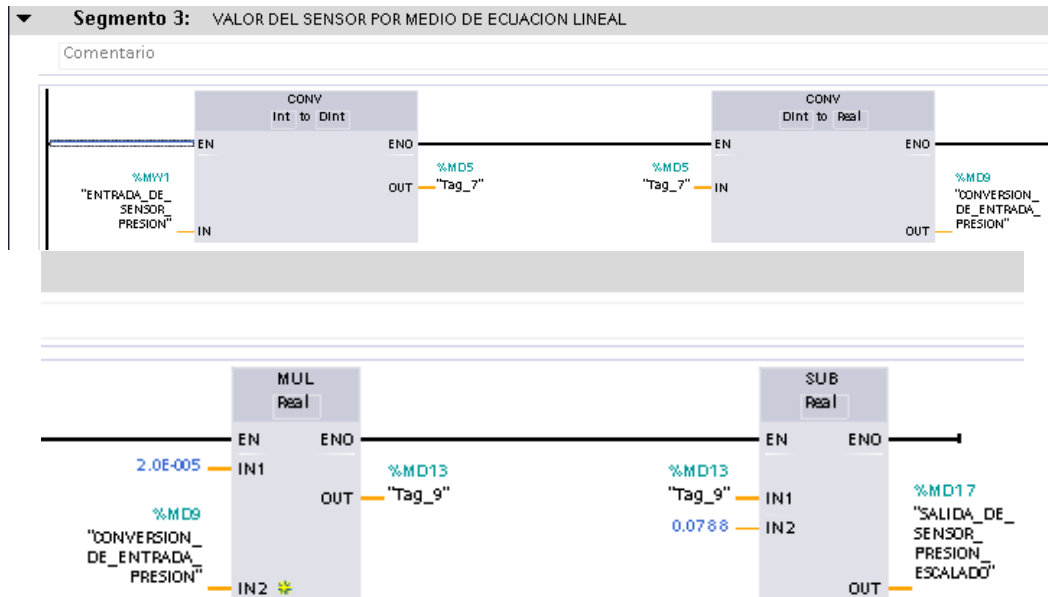 Segmento 3: VALOR DEL SENSOR POR MEDIO DE ECUACION LINEAL
Comentario
CONV
Int to Dint
CONV
Dint to Real
EN ENO
EN ENO
%MW1
"ENTRADA_DE_
SENSOR_
PRESION"
IN
%MD5
OUT "Tag_7"
%MD5
"Tag_7" IN
%MD9
"CONVERSION_
DE_ENTRADA_
PRESION"
OUT
MUL
Real
SUB
Real
EN ENO
EN ENO
2.0E-005 IN1
%MD13
OUT "Tag_9"
%MD9
"CONVERSION_
DE_ENTRADA_
PRESION"
IN2
%MD13
"Tag_9" IN1
0.0788 IN2
%MD17
"SALIDA_DE_
SENSOR_
PRESION_
ESCALADO"
OUT